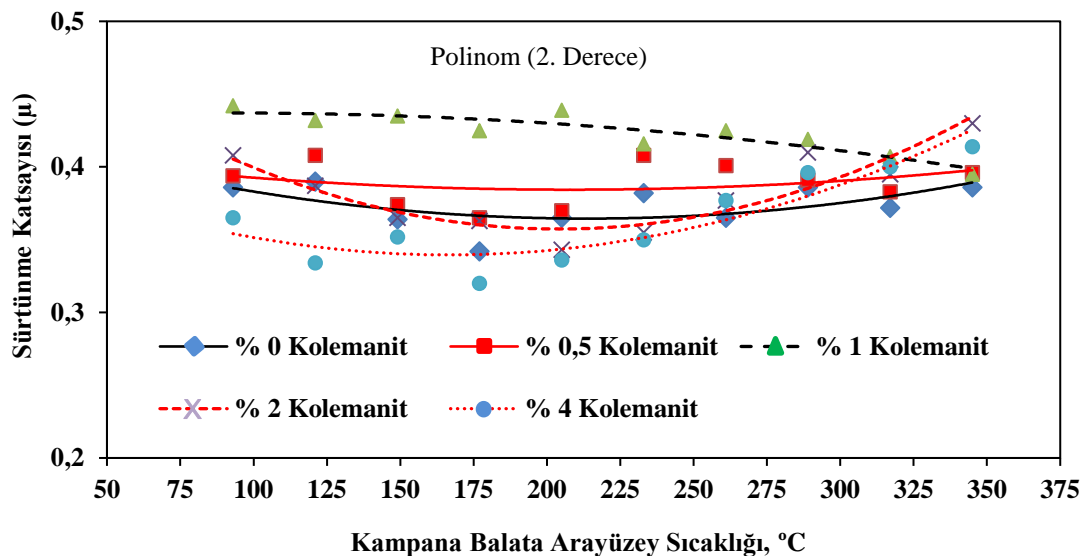 0,5
0,4
0,3
0,2
Sürtünme Katsayısı (µ)
Polinom (2. Derece)
% 0 Kolemanit
% 0,5 Kolemanit
% 1 Kolemanit
% 2 Kolemanit
% 4 Kolemanit
50 75 100 125 150 175 200 225 250 275 300 325 350 375
Kampana Balata Arayüzey Sıcaklığı, ºC